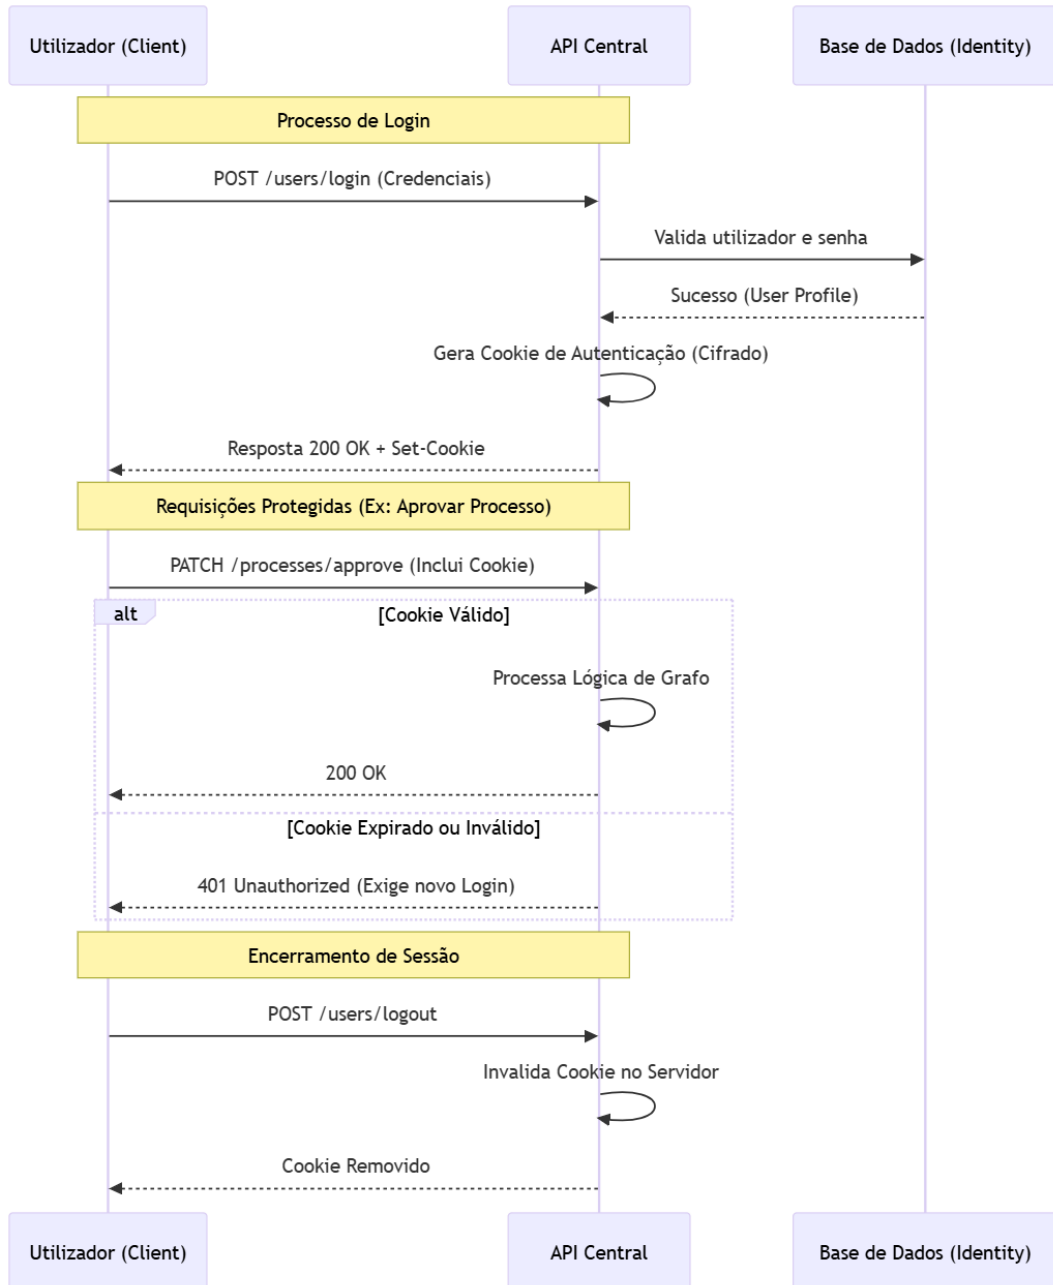 Utilizador (Client)
API Central
Base de Dados (Identity)
Processo de Login
POST /users/login (Credenciais)
Valida utilizador e senha
Sucesso (User Profile)
Gera Cookie de Autenticação (Cifrado)
Resposta 200 OK + Set-Cookie
Requisições Protegidas (Ex: Aprovar Processo)
PATCH /processes/approve (Inclui Cookie)
alt
[Cookie Válido]
Processa Lógica de Grafo
200 OK
[Cookie Expirado ou Inválido]
401 Unauthorized (Exige novo Login)
Encerramento de Sessão
POST /users/logout
Invalida Cookie no Servidor
Cookie Removido
Utilizador (Client)
API Central
Base de Dados (Identity)